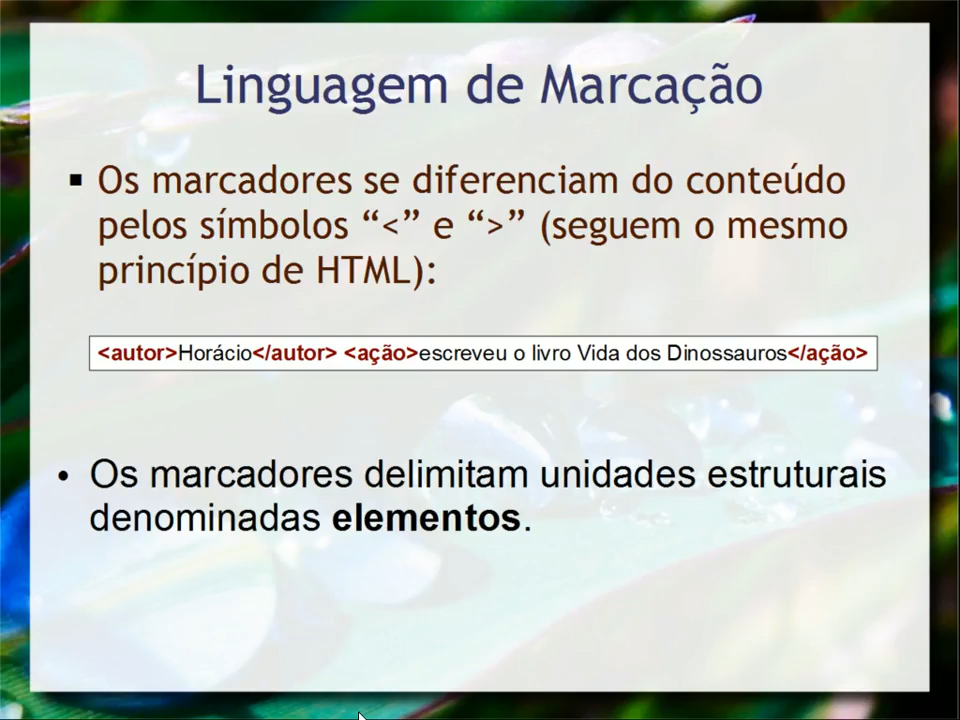 Linguagem de Marcação
▪ Os marcadores se diferenciam do conteúdo
pelos símbolos “<” e “>” (seguem o mesmo
princípio de HTML):
<autor>Horácio</autor> <ação>escreveu o livro Vida dos Dinossauros</ação>
• Os marcadores delimitam unidades estruturais
denominadas elementos.